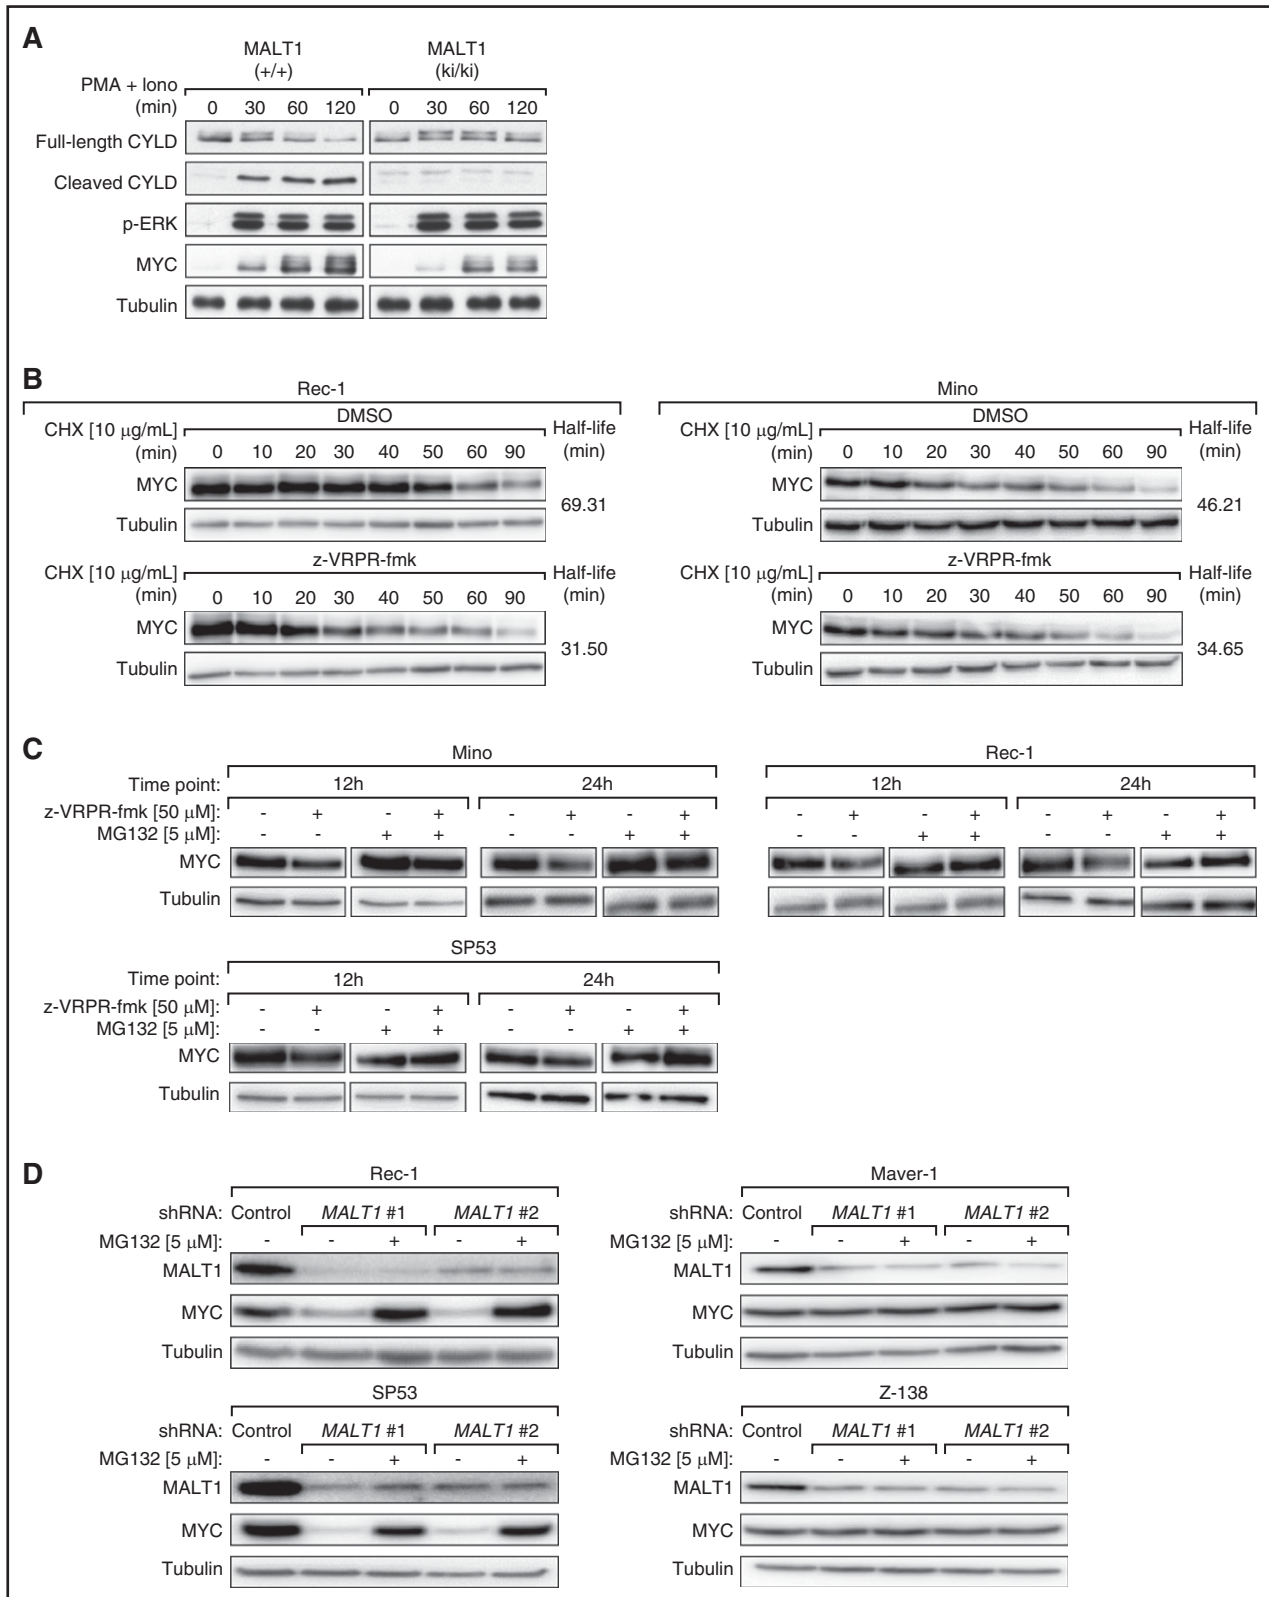 A
MALT1 (+/+) MALT1 (ki/ki)
PMA + Iono (min) 0 30 60 120 0 30 60 120
Full-length CYLD
Cleaved CYLD
p-ERK
MYC
Tubulin
B
Rec-1 Mino
DMSO DMSO
CHX [10 µg/mL] (min) 0 10 20 30 40 50 60 90 Half-life (min) CHX [10 µg/mL] (min) 0 10 20 30 40 50 60 90 Half-life (min)
MYC MYC
69.31 46.21
Tubulin Tubulin
z-VRPR-fmk z-VRPR-fmk
CHX [10 µg/mL] (min) 0 10 20 30 40 50 60 90 Half-life (min) CHX [10 µg/mL] (min) 0 10 20 30 40 50 60 90 Half-life (min)
MYC MYC
31.50 34.65
Tubulin Tubulin
C
Mino Rec-1
Time point: 12h 24h 12h 24h
z-VRPR-fmk [50 µM]: - + - + - + - + - + - + - + - +
MG132 [5 µM]: - - + + - - + + - - + + - - + +
MYC
Tubulin
SP53
Time point: 12h 24h
z-VRPR-fmk [50 µM]: - + - + - + - +
MG132 [5 µM]: - - + + - - + +
MYC
Tubulin
D
Rec-1 Maver-1
shRNA: Control MALT1 #1 MALT1 #2 shRNA: Control MALT1 #1 MALT1 #2
MG132 [5 µM]: - - + - + MG132 [5 µM]: - - + - +
MALT1 MALT1
MYC MYC
Tubulin Tubulin
SP53 Z-138
shRNA: Control MALT1 #1 MALT1 #2 shRNA: Control MALT1 #1 MALT1 #2
MG132 [5 µM]: - - + - + MG132 [5 µM]: - - + - +
MALT1 MALT1
MYC MYC
Tubulin Tubulin